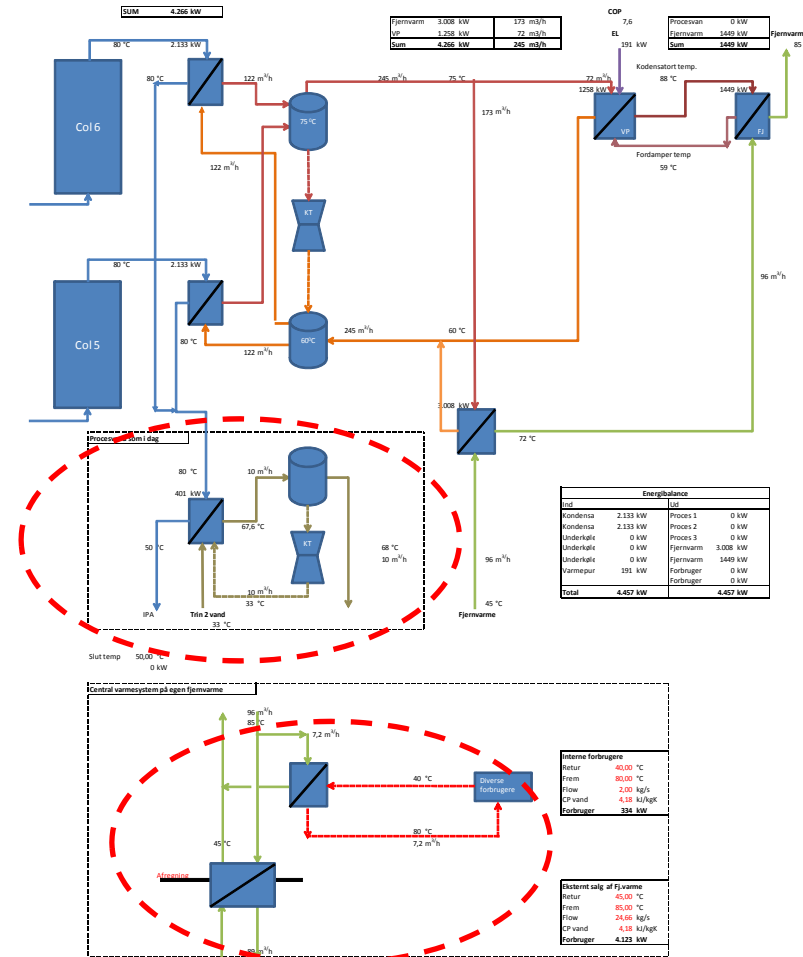 SUM 4.266 kW
Fjernvarm 3.008 kW 173 m3/h
VP 1.258 kW 72 m3/h
Sum 4.266 kW 245 m3/h
COP
7,6
EL
191 kW
Procesvan 0 kW
Fjernvarm 1449 kW
Sum 1449 kW
Fjernvarm
85
80 °C 2.133 kW
80 °C
122 m³/h
245 m³/h 75 °C
72 m³/h
1258 kW
Kodensatort temp.
88 °C
1449 kW
Col 6
75 °C
173 m³/h
VP
FJ
Fordamper temp
59 °C
122 m³/h
KT
80 °C 2.133 kW
96 m³/h
Col 5
60°C
245 m³/h
60 °C
80 °C
122 m³/h
3.008 kW
72 °C
Procesvand som i dag
80 °C
10 m³/h
401 kW
67,6 °C
KT
50 °C
68 °C
10 m³/h
96 m³/h
10 m³/h
33 °C
IPA
Trin 2 vand
33 °C
45 °C
Fjernvarme
Energibalance
Ind Ud
Kondensa 2.133 kW Proces 1 0 kW
Kondensa 2.133 kW Proces 2 0 kW
Underkøle 0 kW Proces 3 0 kW
Underkøle 0 kW Fjernvarm 3.008 kW
Underkøle 0 kW Fjernvarm 1449 kW
Varmepur 191 kW Forbruger 0 kW
Forbruger 0 kW
Total 4.457 kW 4.457 kW
Slut temp 50,00 °C
0 kW
Central varmesystem på egen fjernvarme
96 m³/h
85 °C
7,2 m³/h
40 °C
Diverse
forbrugere
80 °C
7,2 m³/h
45 °C
Afregning
89 m³/h
Interne forbrugere
Retur 40,00 °C
Frem 80,00 °C
Flow 2,00 kg/s
CP vand 4,18 kJ/kgK
Forbruger 334 kW
Eksternt salg af Fj.varme
Retur 45,00 °C
Frem 85,00 °C
Flow 24,66 kg/s
CP vand 4,18 kJ/kgK
Forbruger 4.123 kW